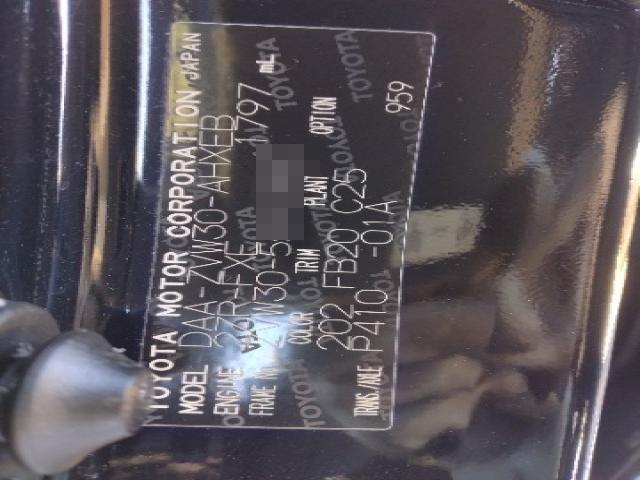 TOYOTA MOTOR CORPORATION JAPAN
MODEL DAA-ZVW30-AHXEB
ENGINE 2ZR-FXE 1797 mL
FRAME No. ZVW30-5
COLOR TRIM PLANT OPTION
202 FB20 C25 959
TRANS./AXLE P410 -01A